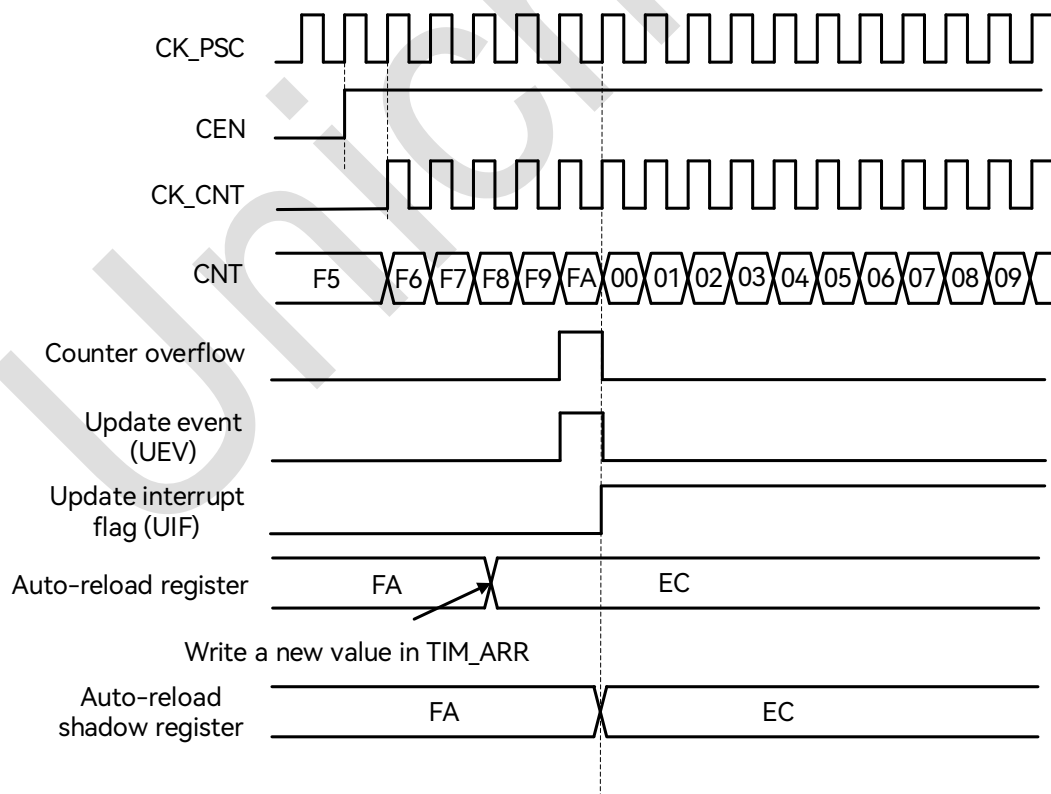 CK_PSC
CEN
CK_CNT
CNT
F5 F6 F7 F8 F9 FA 00 01 02 03 04 05 06 07 08 09
Counter overflow
Update event
(UEV)
Update interrupt
flag (UIF)
Auto-reload register
FA EC
Write a new value in TIM_ARR
Auto-reload
shadow register
FA EC